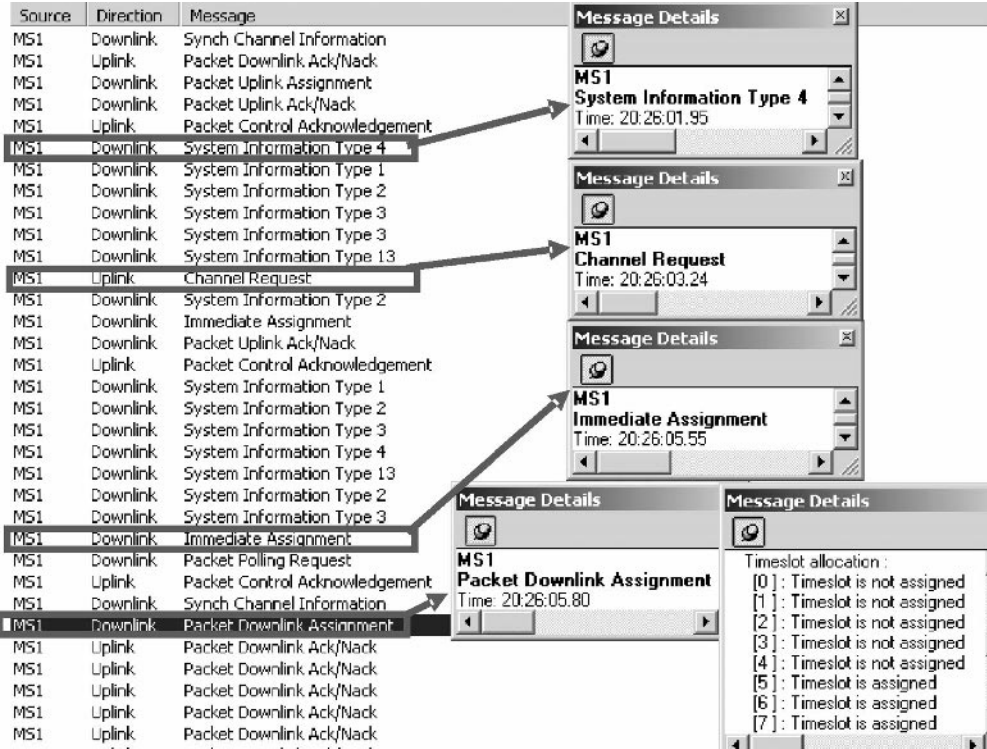 Source Direction Message
MS1 Downlink Synch Channel Information
MS1 Uplink Packet Downlink Ack/Nack
MS1 Downlink Packet Uplink Assignment
MS1 Downlink Packet Uplink Ack/Nack
MS1 Uplink Packet Control Acknowledgement
MS1 Downlink System Information Type 4
MS1 Downlink System Information Type 1
MS1 Downlink System Information Type 2
MS1 Downlink System Information Type 3
MS1 Downlink System Information Type 3
MS1 Downlink System Information Type 13
MS1 Uplink Channel Request
MS1 Downlink System Information Type 2
MS1 Downlink Immediate Assignment
MS1 Downlink Packet Uplink Ack/Nack
MS1 Uplink Packet Control Acknowledgement
MS1 Downlink System Information Type 1
MS1 Downlink System Information Type 2
MS1 Downlink System Information Type 3
MS1 Downlink System Information Type 4
MS1 Downlink System Information Type 13
MS1 Downlink System Information Type 2
MS1 Downlink System Information Type 3
MS1 Downlink Immediate Assignment
MS1 Downlink Packet Polling Request
MS1 Uplink Packet Control Acknowledgement
MS1 Downlink Synch Channel Information
MS1 Downlink Packet Downlink Assignment
MS1 Uplink Packet Downlink Ack/Nack
MS1 Uplink Packet Downlink Ack/Nack
MS1 Uplink Packet Downlink Ack/Nack
MS1 Uplink Packet Downlink Ack/Nack
MS1 Uplink Packet Downlink Ack/Nack
Message Details
MS1
System Information Type 4
Time: 20:26:01.95
Message Details
MS1
Channel Request
Time: 20:26:03.24
Message Details
MS1
Immediate Assignment
Time: 20:26:05.55
Message Details
MS1
Packet Downlink Assignment
Time: 20:26:05.80
Message Details
Timeslot allocation :
[0 ] : Timeslot is not assigned
[1 ] : Timeslot is not assigned
[2 ] : Timeslot is not assigned
[3 ] : Timeslot is not assigned
[4 ] : Timeslot is not assigned
[5 ] : Timeslot is assigned
[6 ] : Timeslot is assigned
[7 ] : Timeslot is assigned